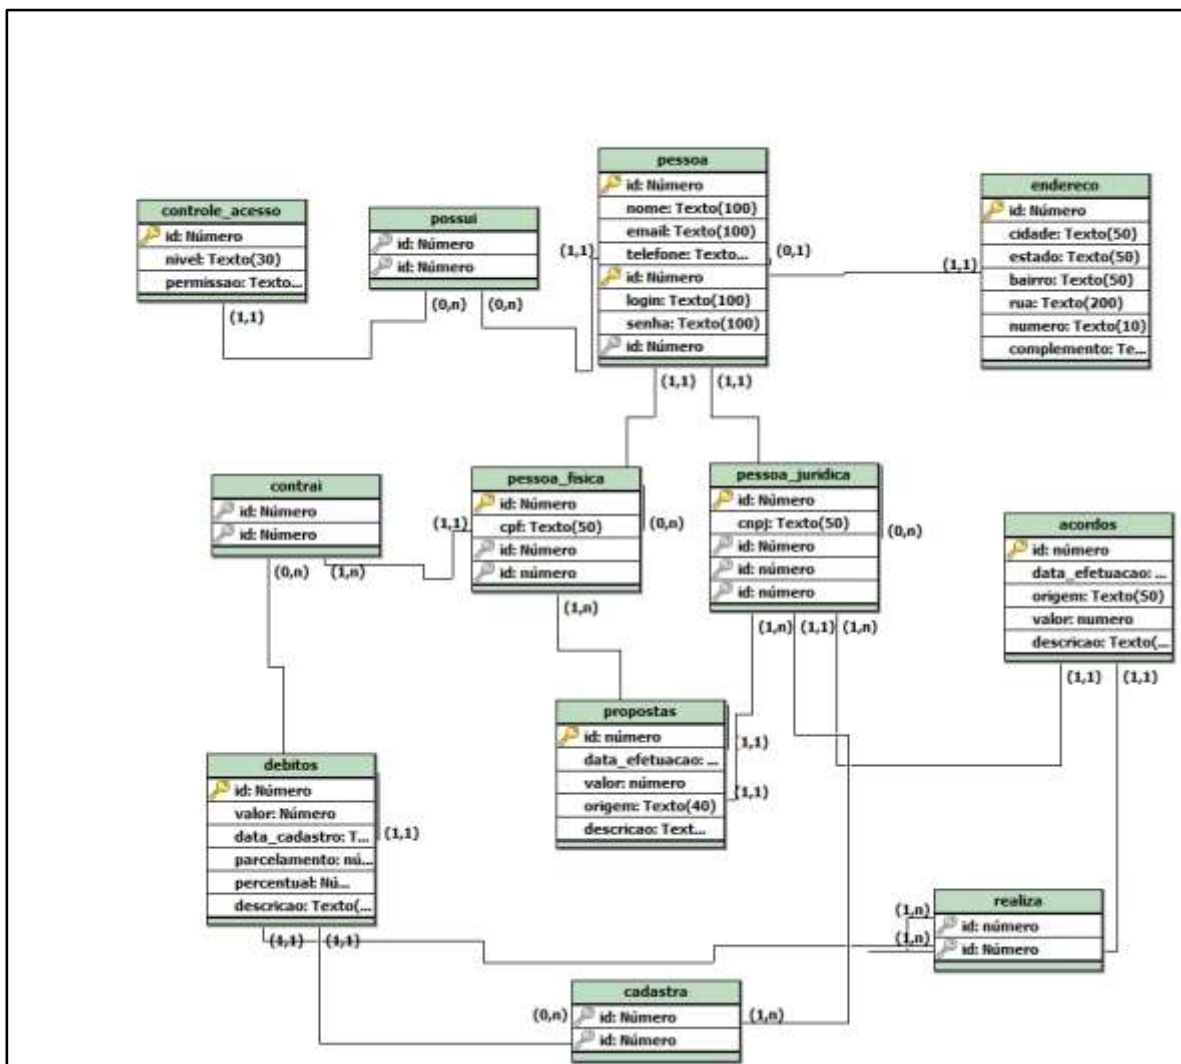 pessoa
id: Número
nome: Texto(100)
email: Texto(100)
telefone: Texto...
id: Número
login: Texto(100)
senha: Texto(100)
id: Número
(1,1)
(0,1)
(1,1)
(1,1)
(1,1)
endereco
id: Número
cidade: Texto(50)
estado: Texto(50)
bairro: Texto(50)
rua: Texto(200)
numero: Texto(10)
complemento: Te...
controle_acesso
id: Número
nivel: Texto(30)
permissao: Texto...
(1,1)
possui
id: Número
id: Número
(0,n)
(0,n)
contrai
id: Número
id: Número
(0,n)
(1,n)
pessoa_fisica
id: Número
cpf: Texto(50)
id: Número
id: número
(1,1)
(0,n)
(1,n)
pessoa_juridica
id: Número
cnpj: Texto(50)
id: Número
id: número
id: número
(0,n)
(1,n)
(1,1)
(1,n)
acordos
id: número
data_efetuacao: ...
origem: Texto(50)
valor: numero
descricao: Texto(...
(1,1)
(1,1)
propostas
id: número
data_efetuacao: ...
valor: número
origem: Texto(40)
descricao: Text...
(1,1)
(1,1)
debitos
id: Número
valor: Número
data_cadastro: T...
parcelamento: nú...
percentual: Nú...
descricao: Texto(...
(1,1)
(1,1)
(1,1)
realiza
id: número
id: Número
(1,n)
(1,n)
cadastra
id: Número
id: Número
(0,n)
(1,n)